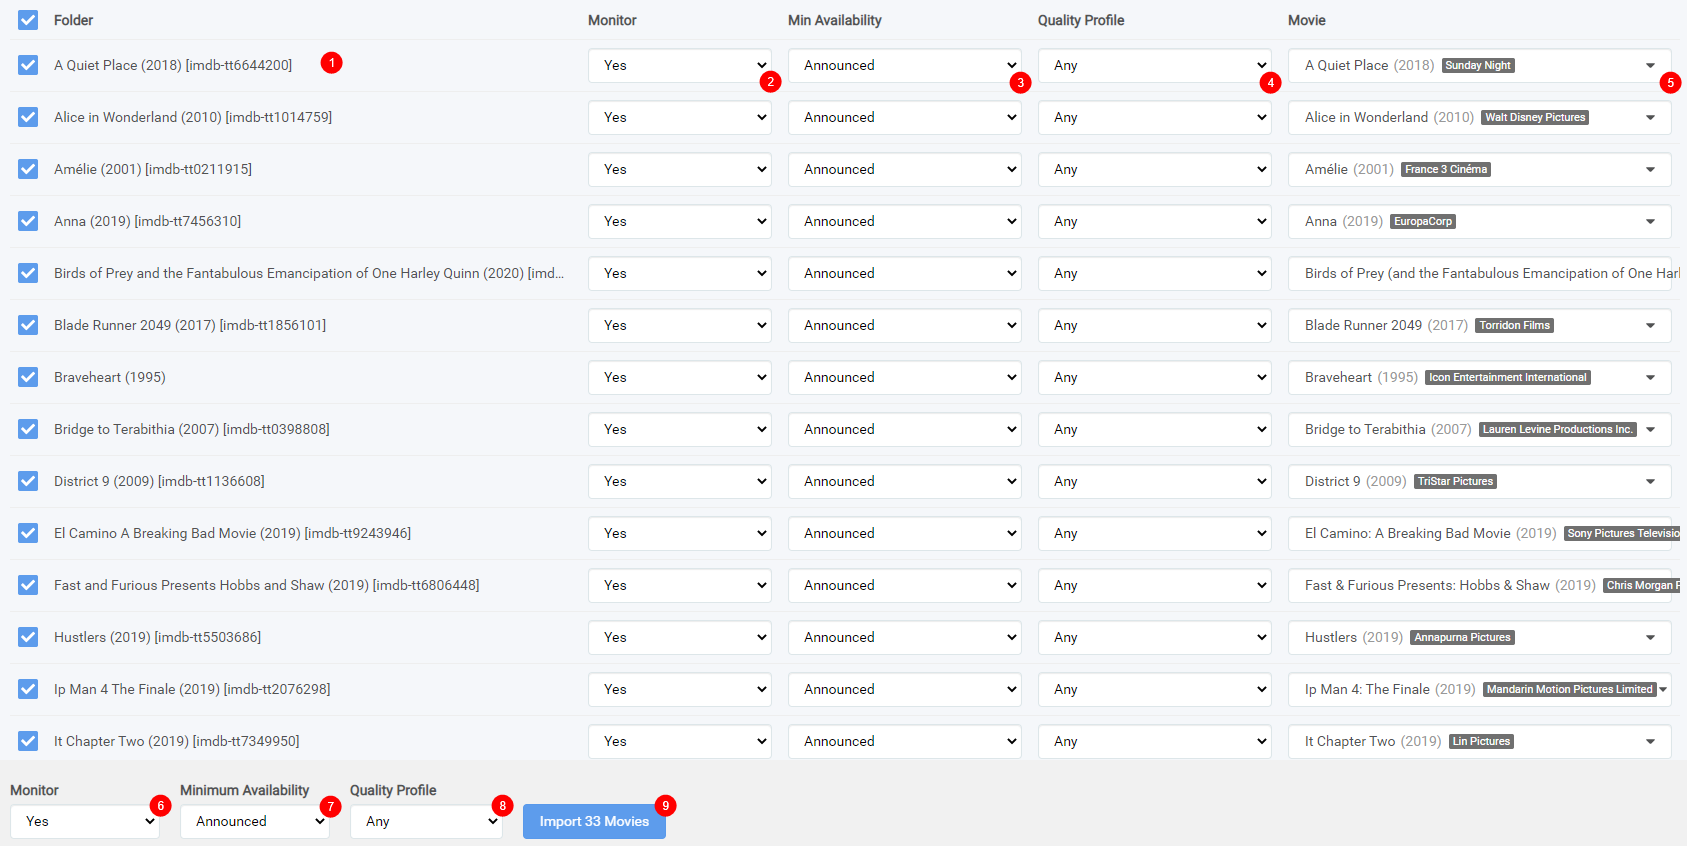 Folder Monitor Min Availability Quality Profile Movie
A Quiet Place (2018) [imdb-tt6644200] 1 Yes 2 Announced 3 Any 4 A Quiet Place (2018) Sunday Night 5
Alice in Wonderland (2010) [imdb-tt1014759] Yes Announced Any Alice in Wonderland (2010) Walt Disney Pictures
Amélie (2001) [imdb-tt0211915] Yes Announced Any Amélie (2001) France 3 Cinéma
Anna (2019) [imdb-tt7456310] Yes Announced Any Anna (2019) EuropaCorp
Birds of Prey and the Fantabulous Emancipation of One Harley Quinn (2020) [imd... Yes Announced Any Birds of Prey (and the Fantabulous Emancipation of One Harl
Blade Runner 2049 (2017) [imdb-tt1856101] Yes Announced Any Blade Runner 2049 (2017) Torridon Films
Braveheart (1995) Yes Announced Any Braveheart (1995) Icon Entertainment International
Bridge to Terabithia (2007) [imdb-tt0398808] Yes Announced Any Bridge to Terabithia (2007) Lauren Levine Productions Inc.
District 9 (2009) [imdb-tt1136608] Yes Announced Any District 9 (2009) TriStar Pictures
El Camino A Breaking Bad Movie (2019) [imdb-tt9243946] Yes Announced Any El Camino: A Breaking Bad Movie (2019) Sony Pictures Televisio
Fast and Furious Presents Hobbs and Shaw (2019) [imdb-tt6806448] Yes Announced Any Fast & Furious Presents: Hobbs & Shaw (2019) Chris Morgan P
Hustlers (2019) [imdb-tt5503686] Yes Announced Any Hustlers (2019) Annapurna Pictures
Ip Man 4 The Finale (2019) [imdb-tt2076298] Yes Announced Any Ip Man 4: The Finale (2019) Mandarin Motion Pictures Limited
It Chapter Two (2019) [imdb-tt7349950] Yes Announced Any It Chapter Two (2019) Lin Pictures
Monitor Minimum Availability Quality Profile
6 7 8 9
Yes Announced Any Import 33 Movies